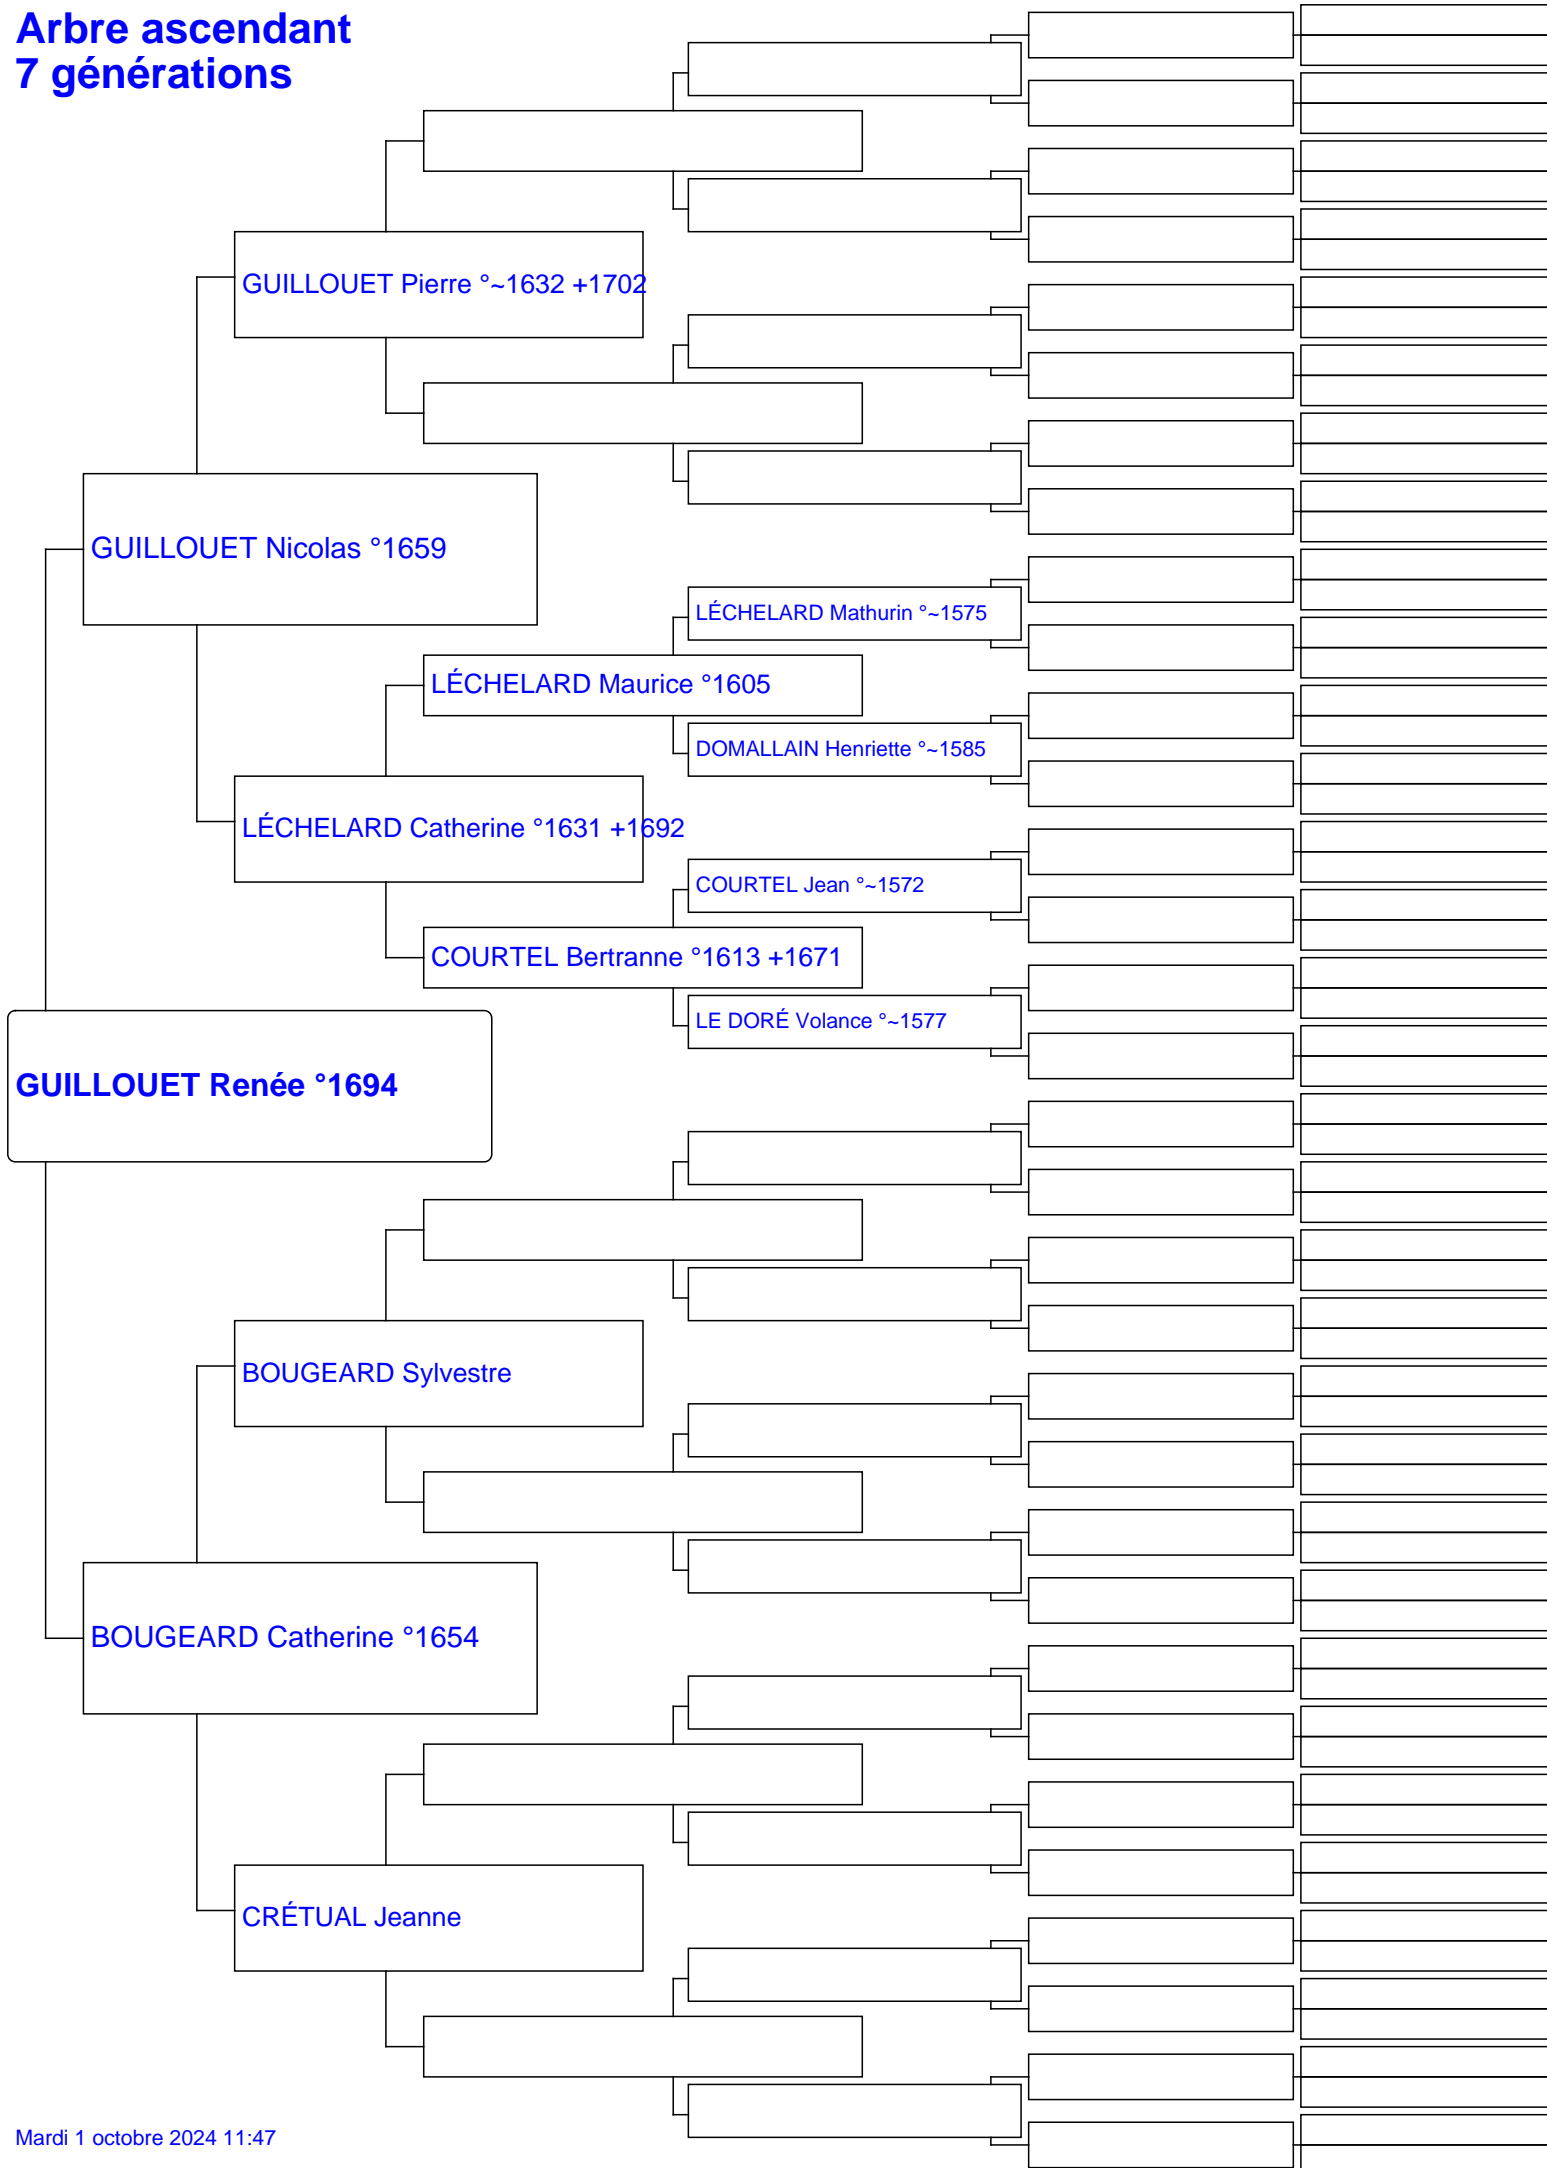 Arbre ascendant
7 générations
GUILLOUET Pierre °~1632 +1702
GUILLOUET Nicolas °1659
LÉCHELARD Mathurin °~1575
LÉCHELARD Maurice °1605
DOMALLAIN Henriette °~1585
LÉCHELARD Catherine °1631 +1692
COURTEL Jean °~1572
COURTEL Bertranne °1613 +1671
LE DORÉ Volance °~1577
GUILLOUET Renée °1694
BOUGEARD Sylvestre
BOUGEARD Catherine °1654
CRÉTUAL Jeanne
Mardi 1 octobre 2024 11:47